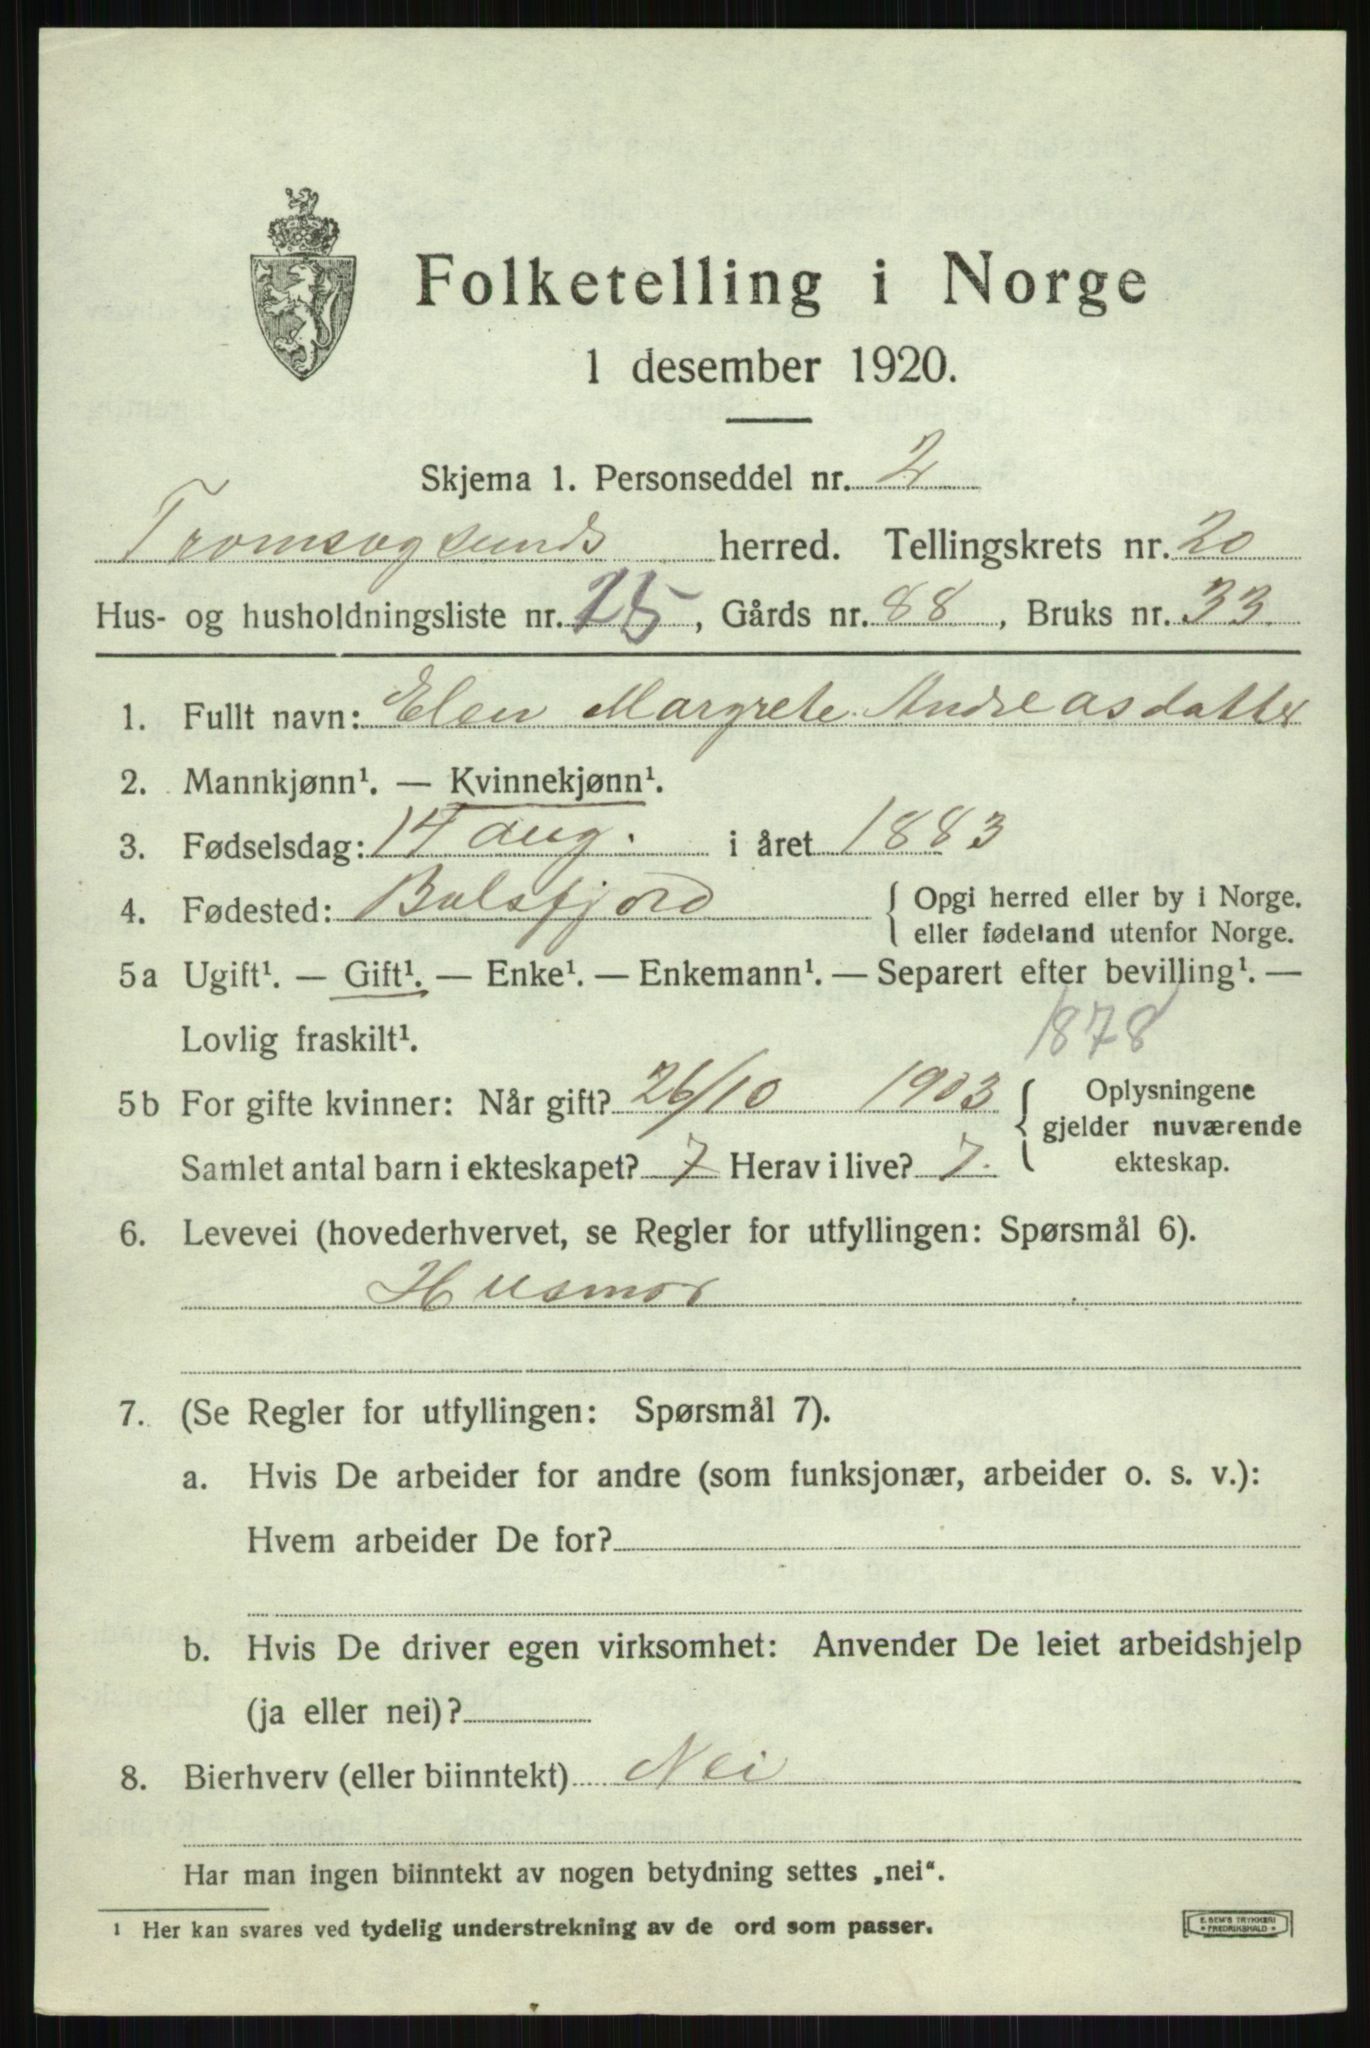 Folketelling i Norge
1 desember 1920.
Skjema 1. Personseddel nr. 2
Tromsøysunds herred. Tellingskrets nr. 20
Hus- og husholdningsliste nr. 25, Gårds nr. 88, Bruks nr. 33.
1. Fullt navn: Elen Margrete Andreasdatter
2. Mannkjønn¹. — Kvinnekjønn¹.
3. Fødselsdag: 14 aug. i året 1883
4. Fødested: Balsfjord { Opgi herred eller by i Norge.
eller fødeland utenfor Norge.
5a Ugift¹. — Gift¹. — Enke¹. — Enkemann¹. — Separert efter bevilling¹. —
Lovlig fraskilt¹. 1878
5b For gifte kvinner: Når gift? 26/10 1903 { Oplysningene
gjelder nuværende
Samlet antal barn i ekteskapet? 7 Herav i live? 7. ekteskap.
6. Levevei (hovederhvervet, se Regler for utfyllingen: Spørsmål 6).
Husmor
7. (Se Regler for utfyllingen: Spørsmål 7).
a. Hvis De arbeider for andre (som funksjonær, arbeider o. s. v.):
Hvem arbeider De for?
b. Hvis De driver egen virksomhet: Anvender De leiet arbeidshjelp
(ja eller nei)?
8. Bierhverv (eller biinntekt) Nei
Har man ingen biinntekt av nogen betydning settes „nei“.
¹ Her kan svares ved tydelig understrekning av de ord som passer.
E. SEM'S TRYKKERI
FREDRIKSHALD